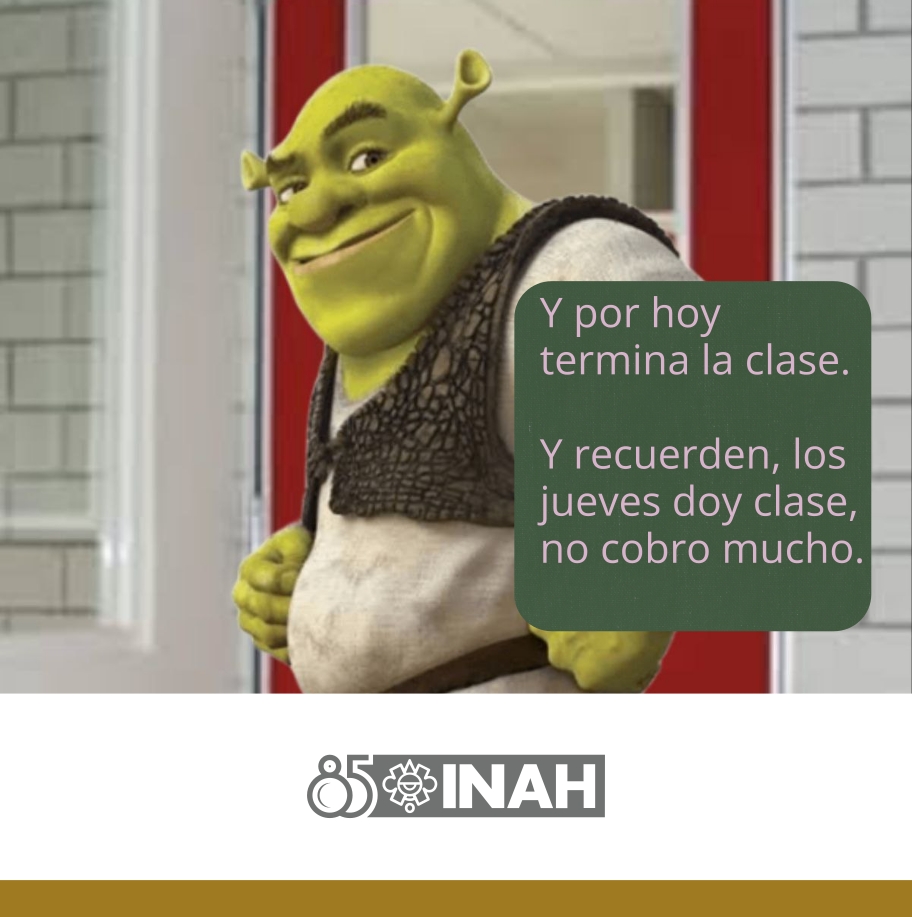 Y por hoy
termina la clase.
Y recuerden, los
jueves doy clase,
no cobro mucho.
85 INAH